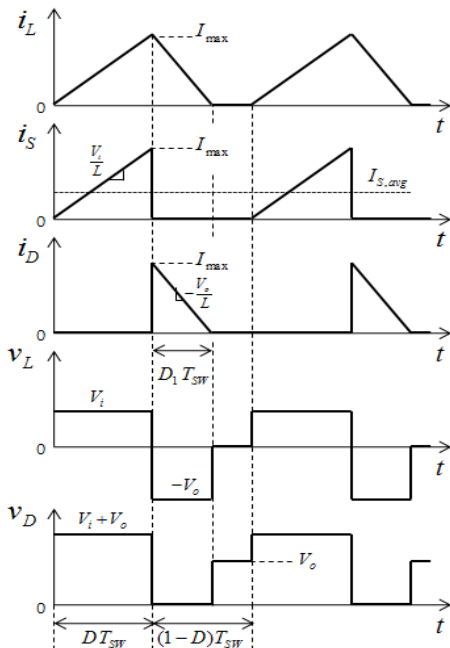 i_L
I_max
0
t
i_S
V_i/L
I_max
I_S,avg
0
t
i_D
I_max
−V_o/L
0
t
v_L
D_1 T_SW
V_i
0
t
−V_o
v_D
V_i + V_o
V_o
0
t
D T_SW
(1−D) T_SW